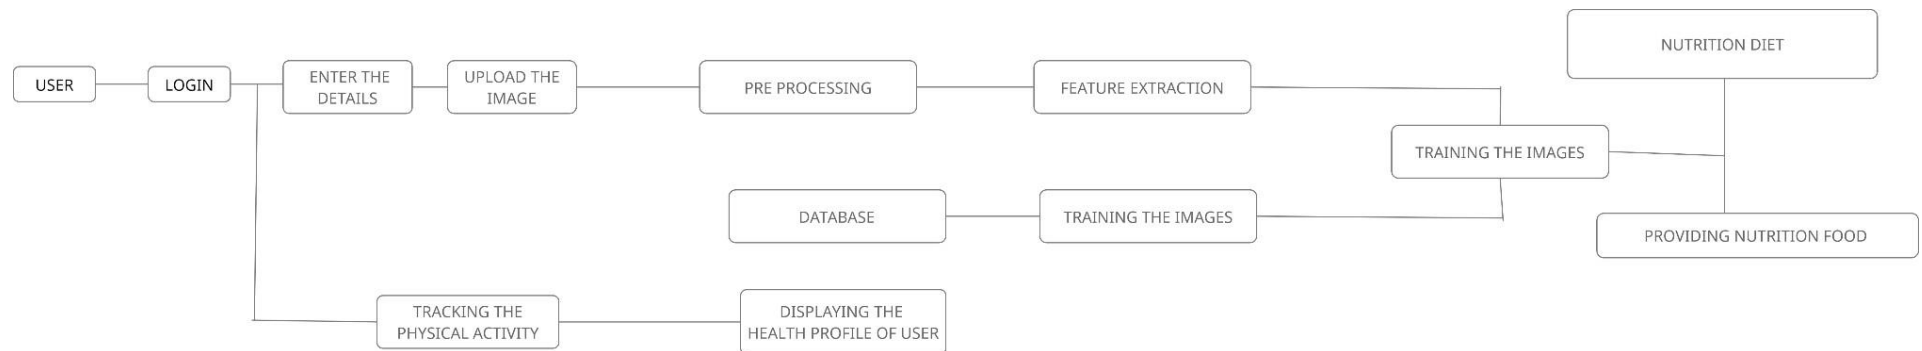 USER
LOGIN
ENTER THE
DETAILS
UPLOAD THE
IMAGE
PRE PROCESSING
FEATURE EXTRACTION
NUTRITION DIET
TRAINING THE IMAGES
DATABASE
TRAINING THE IMAGES
PROVIDING NUTRITION FOOD
TRACKING THE
PHYSICAL ACTIVITY
DISPLAYING THE
HEALTH PROFILE OF USER